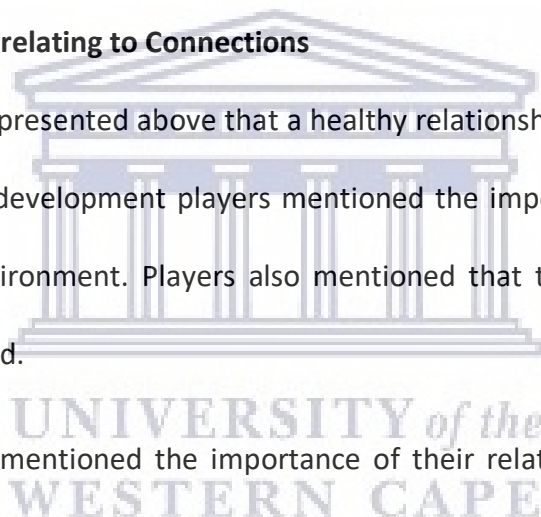 relating to Connections
presented above that a healthy relationsh
development players mentioned the imp
ironment. Players also mentioned that t
d.
UNIVERSITY of the
mentioned the importance of their relat
WESTERN CAPE